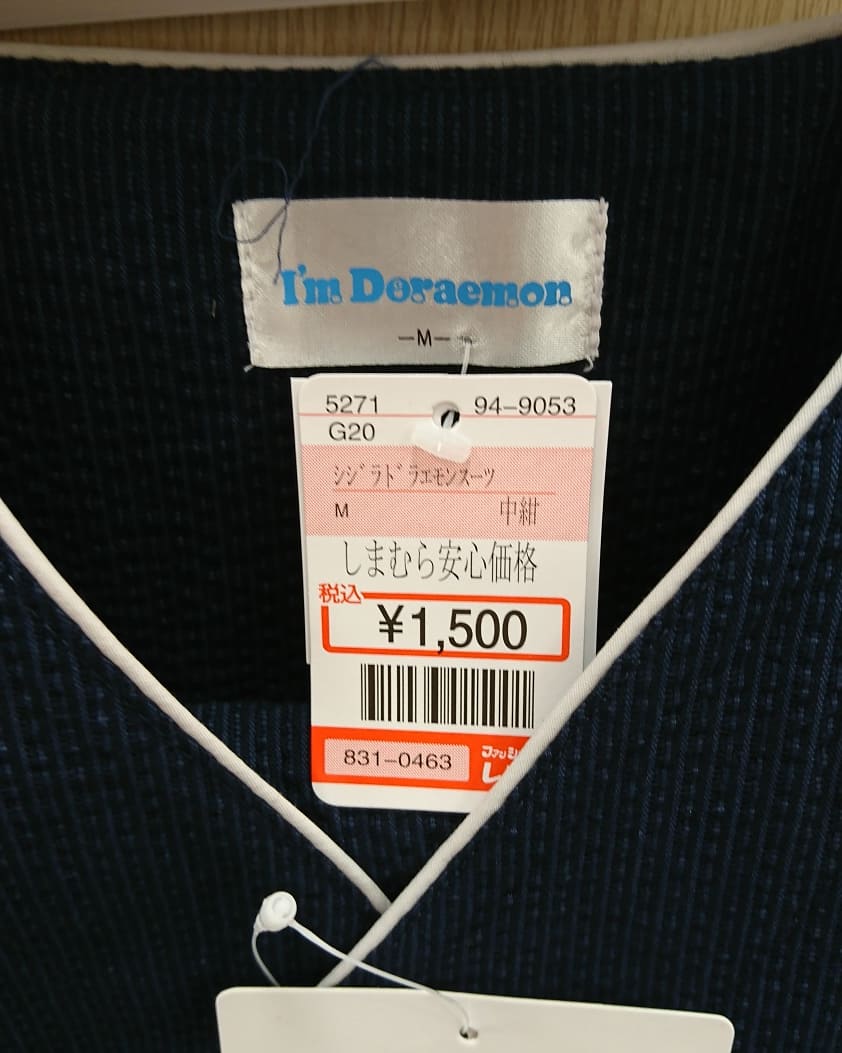 I'm Doraemon
—M—
5271 94-9053
G20
ｼｼﾞﾗﾄﾞﾗｴﾓﾝｽｰﾂ
M 中紺
しまむら安心価格
税込
¥1,500
831-0463